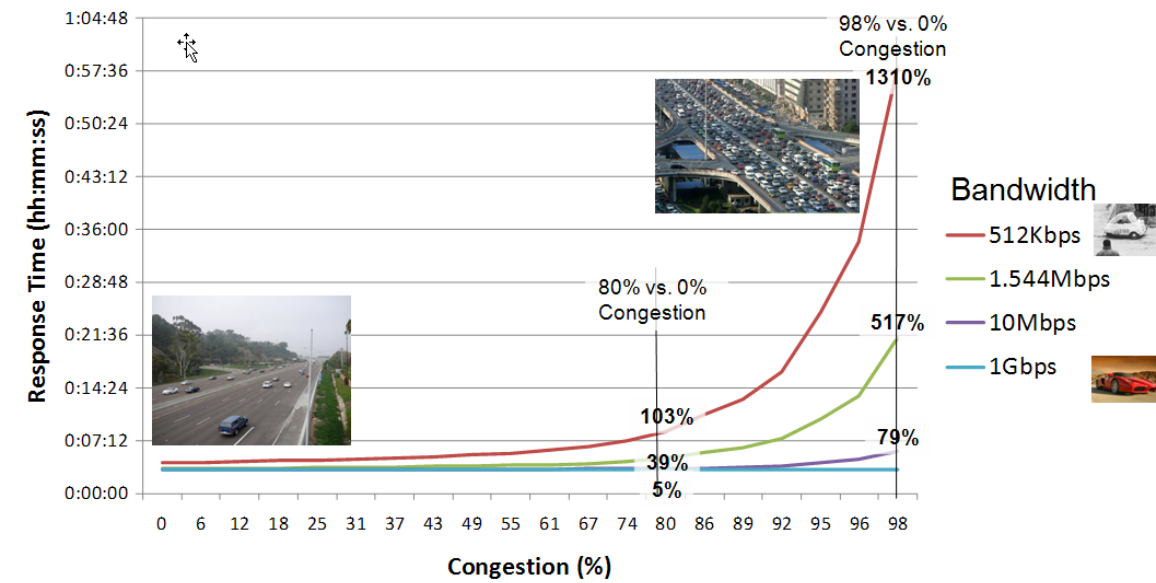 1:04:48
0:57:36
0:50:24
0:43:12
0:36:00
0:28:48
0:21:36
0:14:24
0:07:12
0:00:00
Response Time (hh:mm:ss)
98% vs. 0%
Congestion
1310%
80% vs. 0%
Congestion
517%
103%
79%
39%
5%
0 6 12 18 25 31 37 43 49 55 61 67 74 80 86 89 92 95 96 98
Congestion (%)
Bandwidth
512Kbps
1.544Mbps
10Mbps
1Gbps